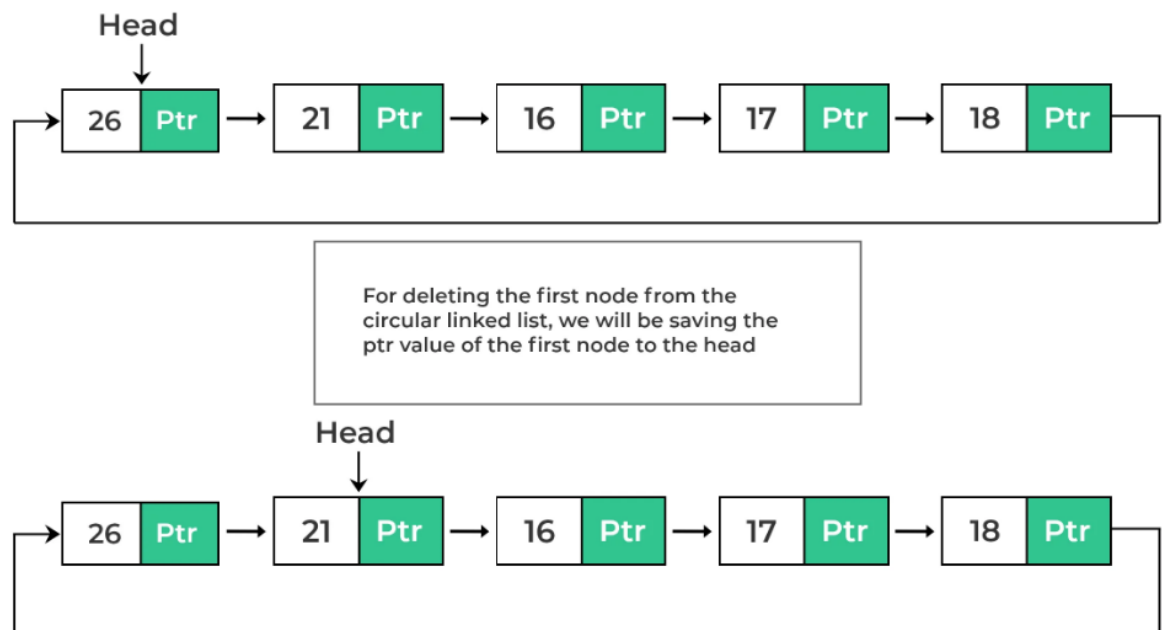 Head
26 Ptr 21 Ptr 16 Ptr 17 Ptr 18 Ptr
For deleting the first node from the
circular linked list, we will be saving the
ptr value of the first node to the head
Head
26 Ptr 21 Ptr 16 Ptr 17 Ptr 18 Ptr